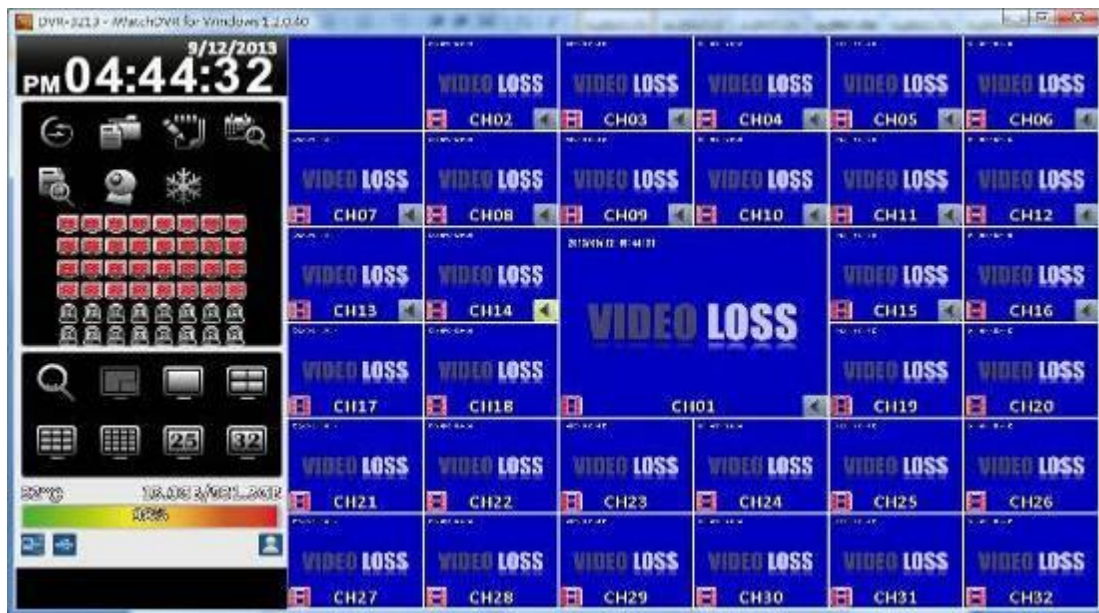 DVR-3213 - iWatchDVR for Windows 1.2.0.40
9/12/2013
PM 04:44:32
VIDEO LOSS VIDEO LOSS VIDEO LOSS VIDEO LOSS VIDEO LOSS
CH02 CH03 CH04 CH05 CH06
VIDEO LOSS VIDEO LOSS VIDEO LOSS VIDEO LOSS VIDEO LOSS VIDEO LOSS
CH07 CH08 CH09 CH10 CH11 CH12
VIDEO LOSS VIDEO LOSS VIDEO LOSS VIDEO LOSS
CH13 CH14 CH15 CH16
VIDEO LOSS
VIDEO LOSS VIDEO LOSS VIDEO LOSS VIDEO LOSS
CH17 CH18 CH01 CH19 CH20
25 32
VIDEO LOSS VIDEO LOSS VIDEO LOSS VIDEO LOSS VIDEO LOSS VIDEO LOSS
CH21 CH22 CH23 CH24 CH25 CH26
VIDEO LOSS VIDEO LOSS VIDEO LOSS VIDEO LOSS VIDEO LOSS VIDEO LOSS
CH27 CH28 CH29 CH30 CH31 CH32